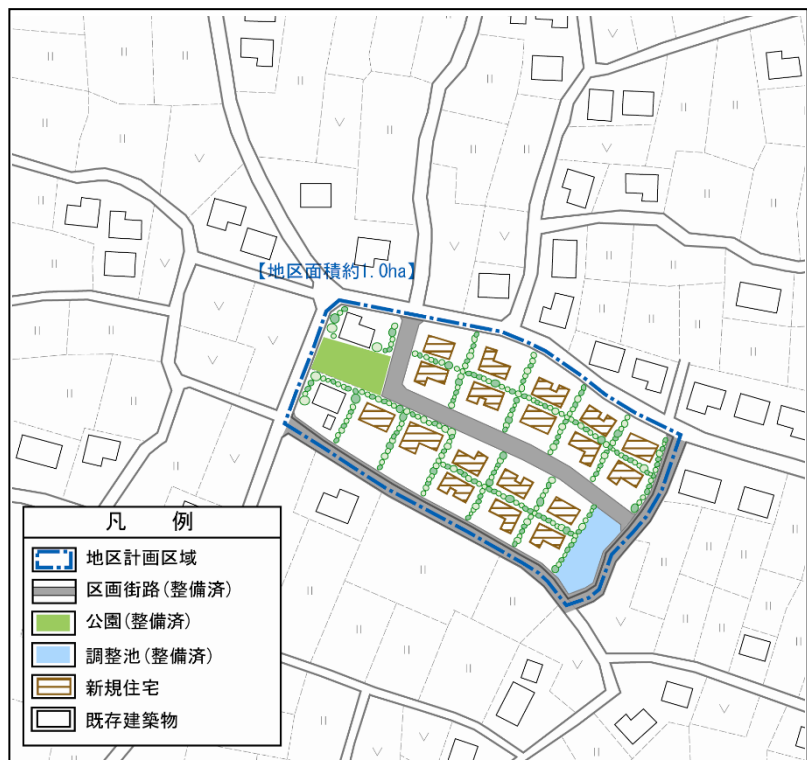 【地区面積約1.0ha】
凡 例
地区計画区域
区画街路(整備済)
公園(整備済)
調整池(整備済)
新規住宅
既存建築物